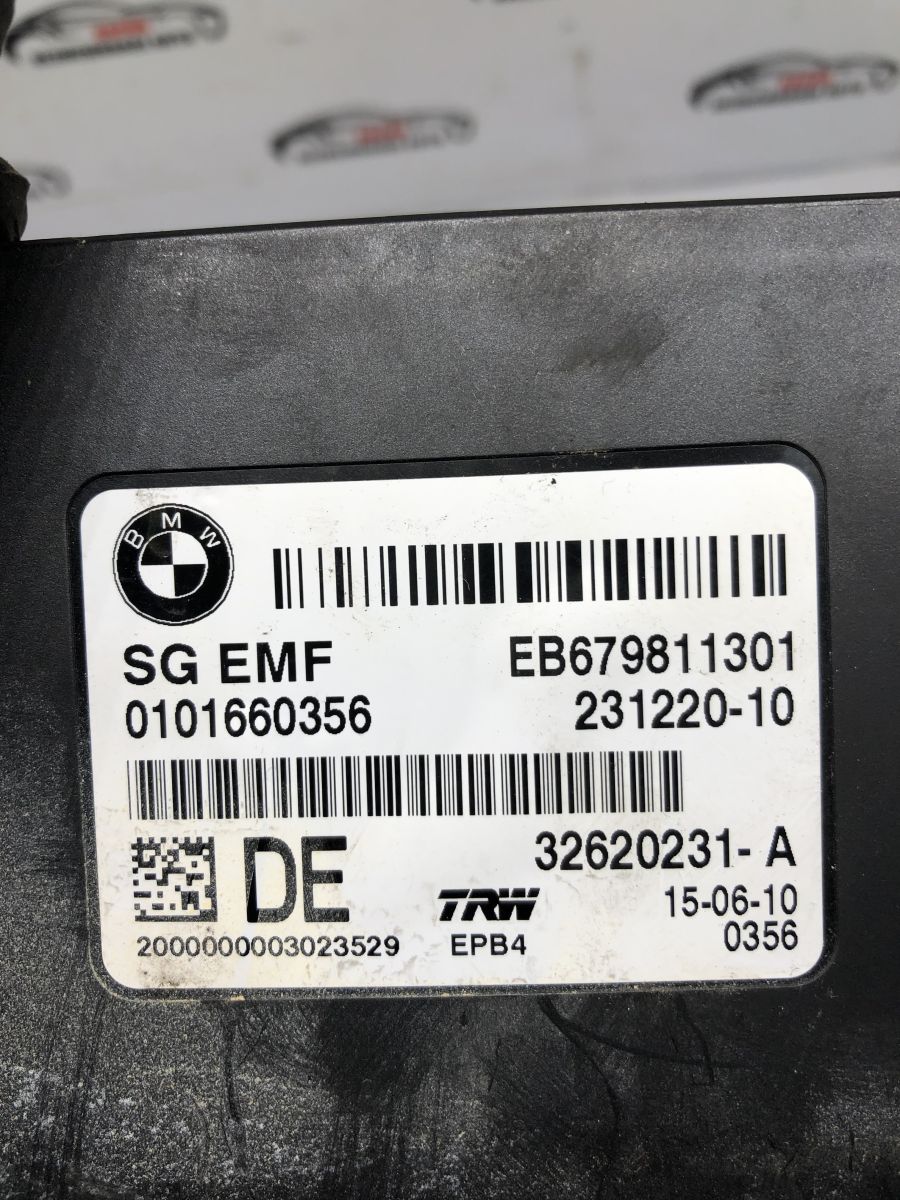 BMW
SG EMF
EB679811301
0101660356
231220-10
DE
32620231- A
TRW
15-06-10
2000000003023529
EPB4
0356